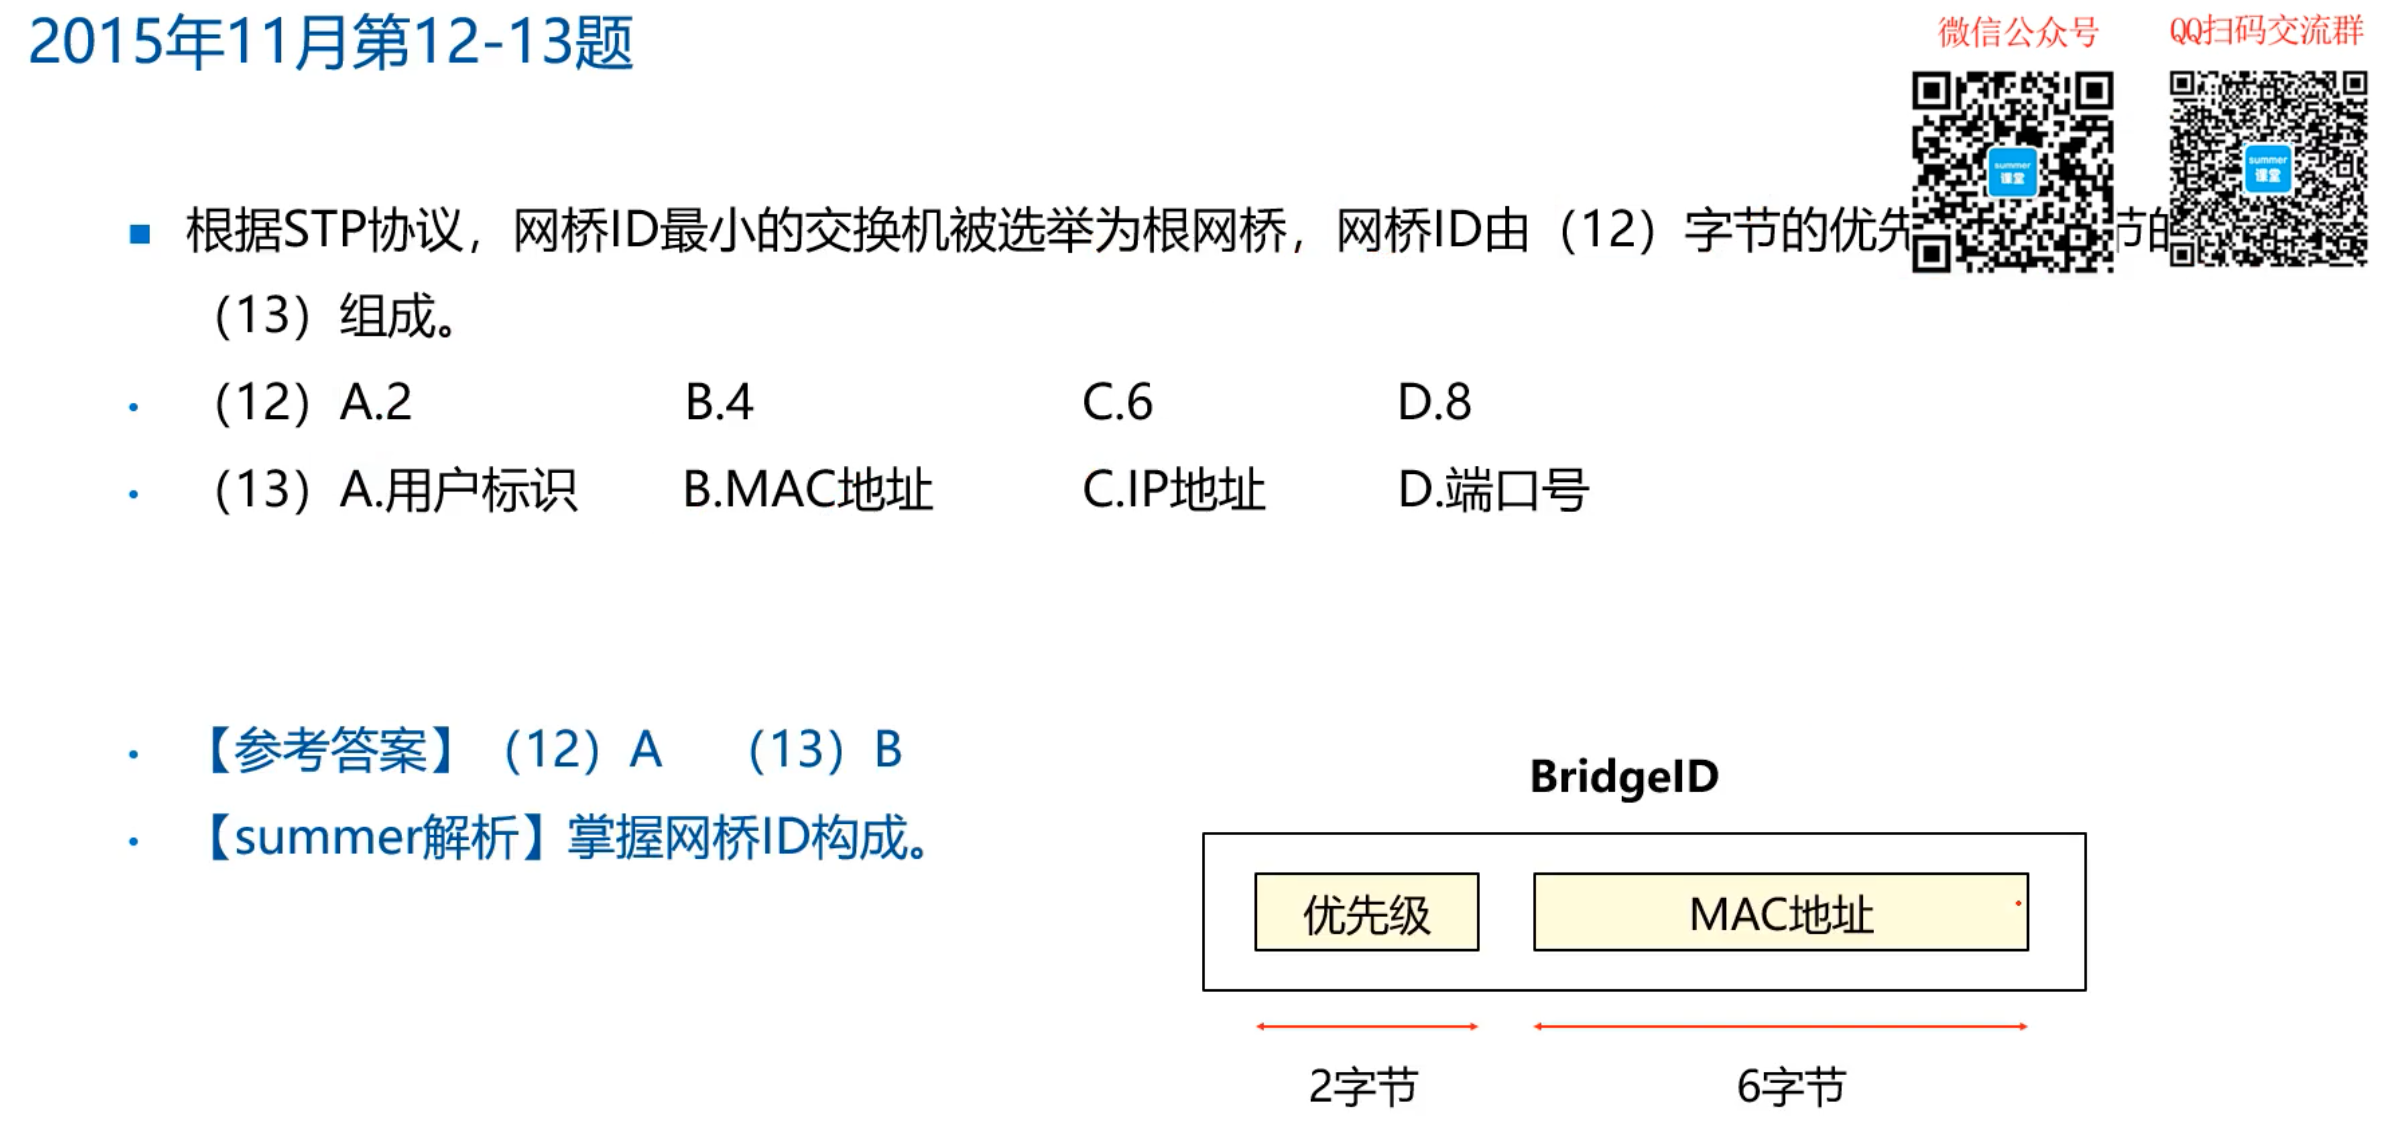 2015年11月第12-13题
微信公众号
QQ扫码交流群
summer
课堂
summer
课堂
■ 根据STP协议，网桥ID最小的交换机被选举为根网桥，网桥ID由（12）字节的优先 节的
（13）组成。
• （12）A.2 B.4 C.6 D.8
• （13）A.用户标识 B.MAC地址 C.IP地址 D.端口号
• 【参考答案】（12）A （13）B
• 【summer解析】掌握网桥ID构成。
BridgeID
优先级 MAC地址
2字节 6字节